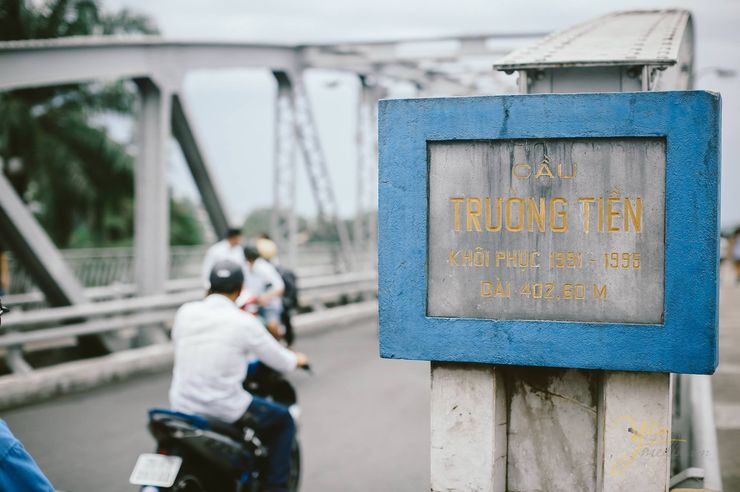 CẦU
TRƯỜNG TIỀN
KHÔI PHỤC 1991 - 1995
DÀI 402,60 M